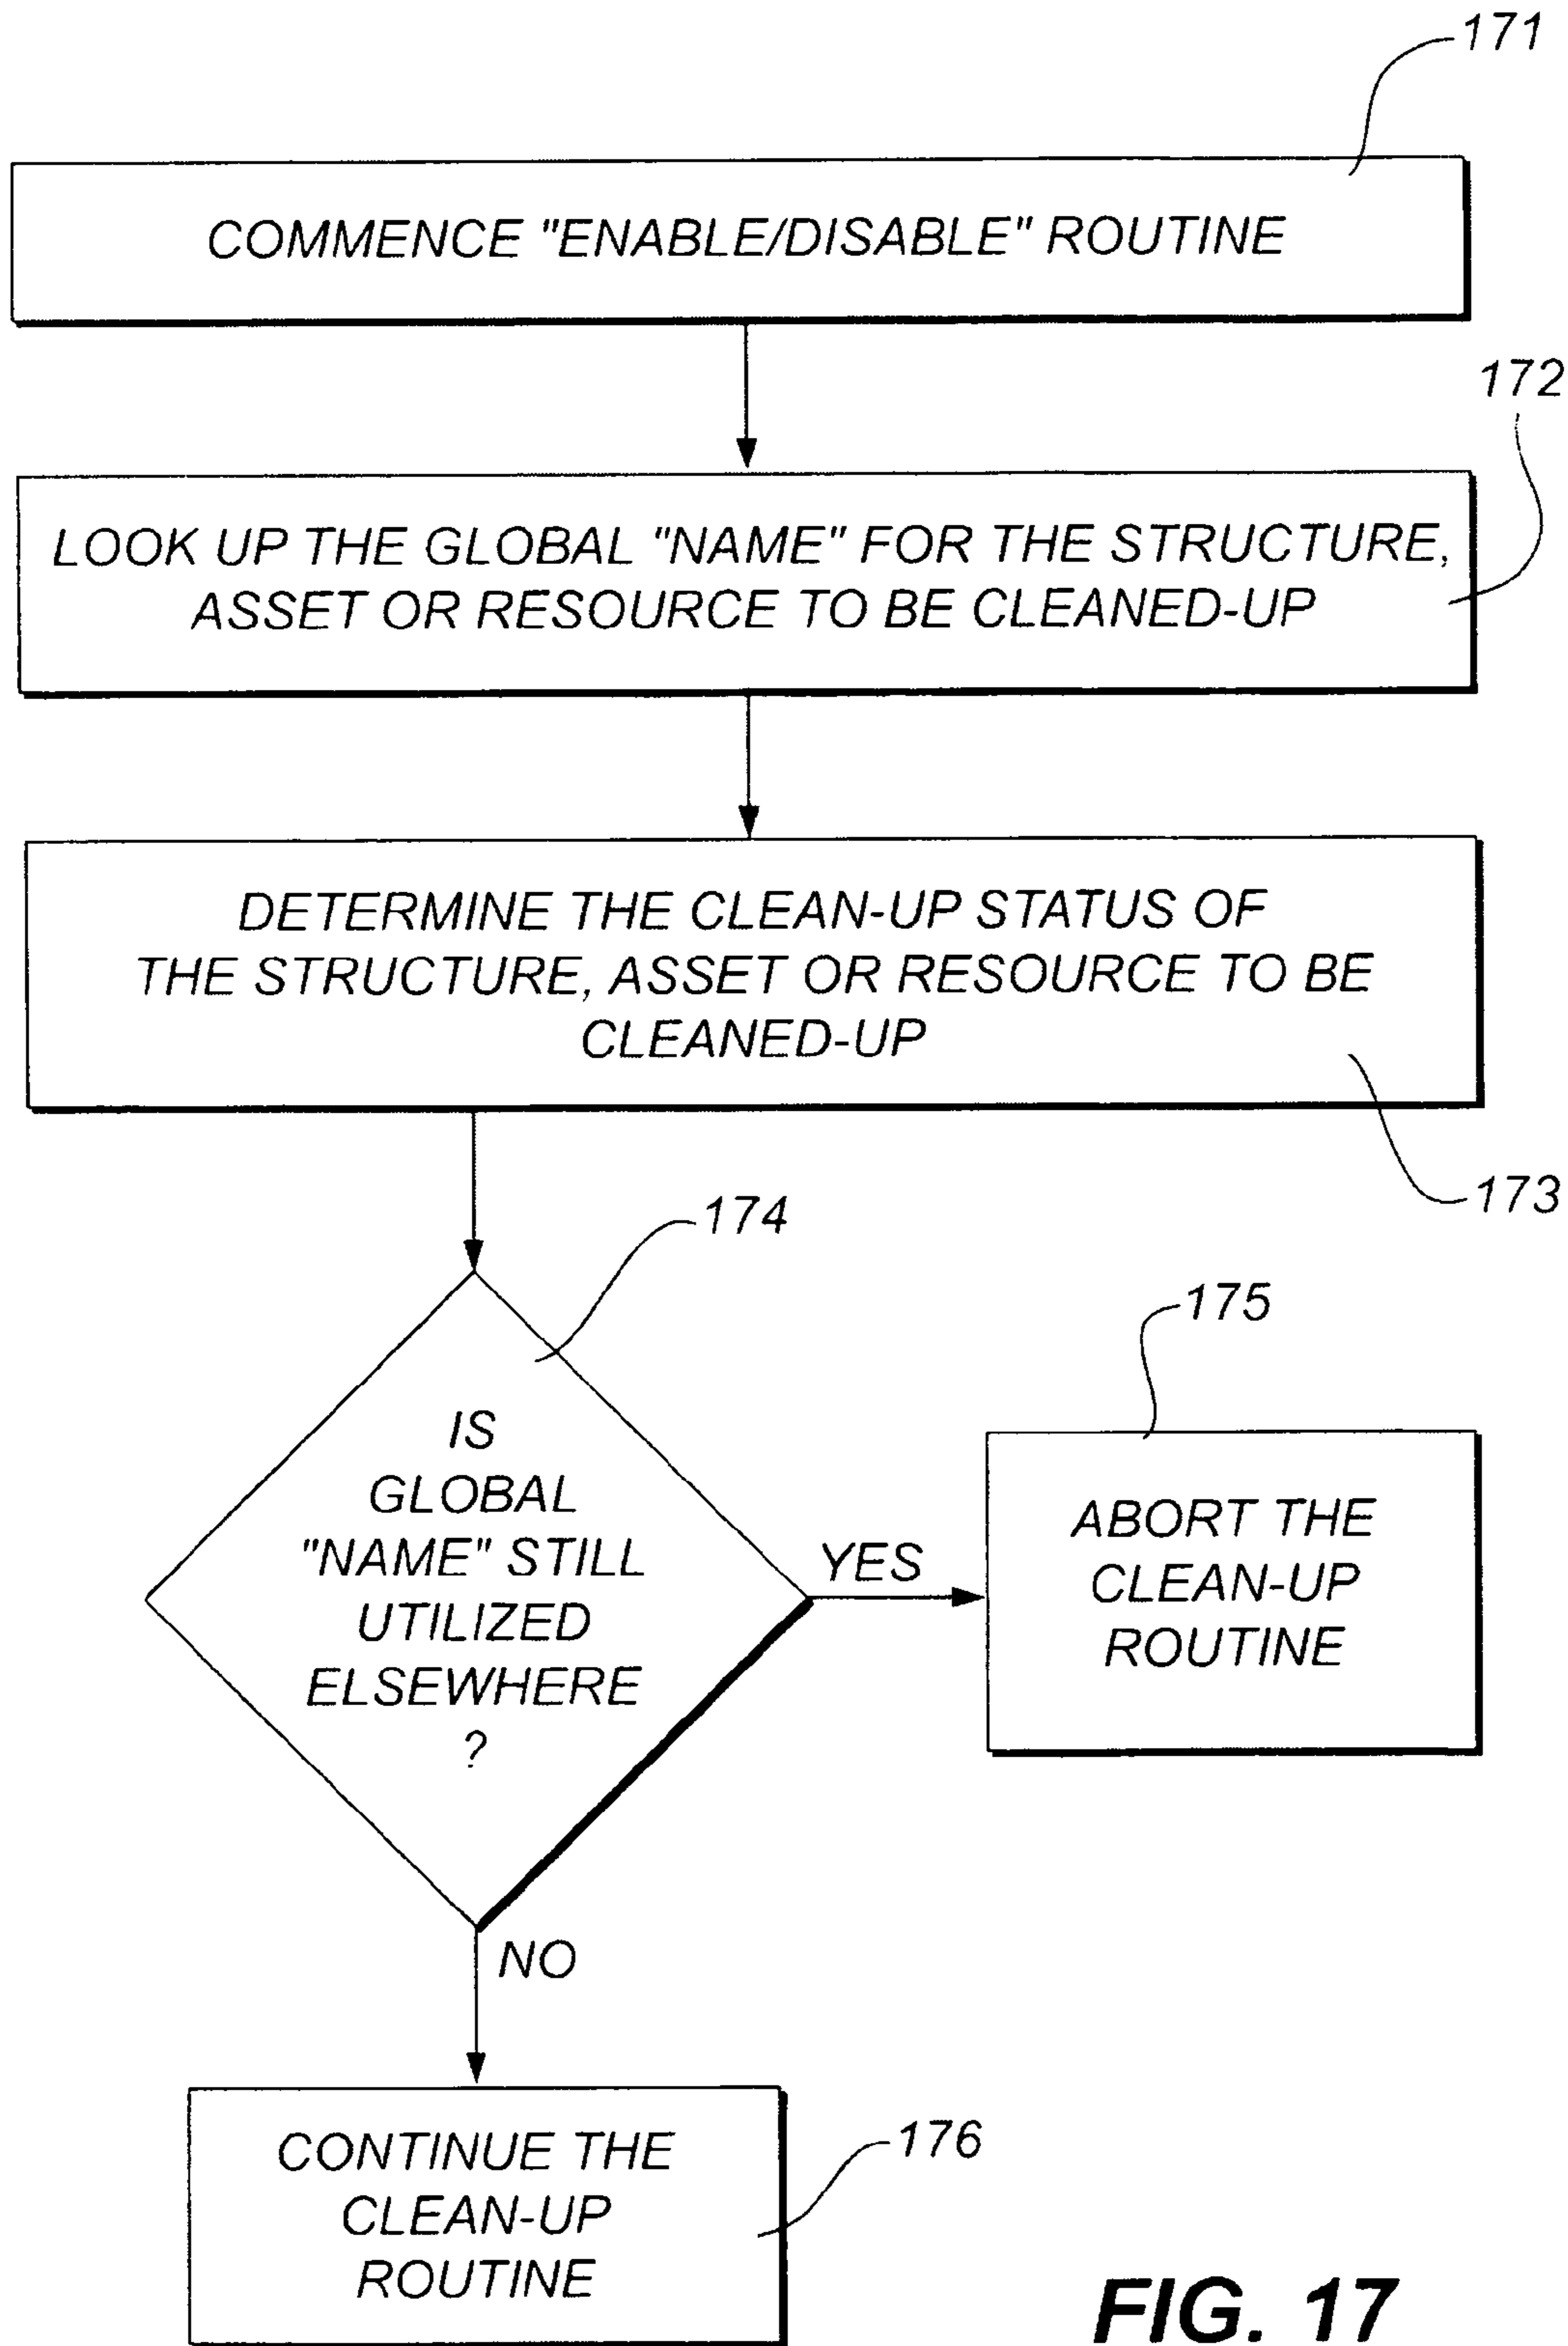 171
COMMENCE "ENABLE/DISABLE" ROUTINE
172
LOOK UP THE GLOBAL "NAME" FOR THE STRUCTURE,
ASSET OR RESOURCE TO BE CLEANED-UP
DETERMINE THE CLEAN-UP STATUS OF
THE STRUCTURE, ASSET OR RESOURCE TO BE
CLEANED-UP
173
174
175
IS
GLOBAL
"NAME" STILL
UTILIZED
ELSEWHERE
?
YES
ABORT THE
CLEAN-UP
ROUTINE
NO
CONTINUE THE
CLEAN-UP
ROUTINE
176
FIG. 17